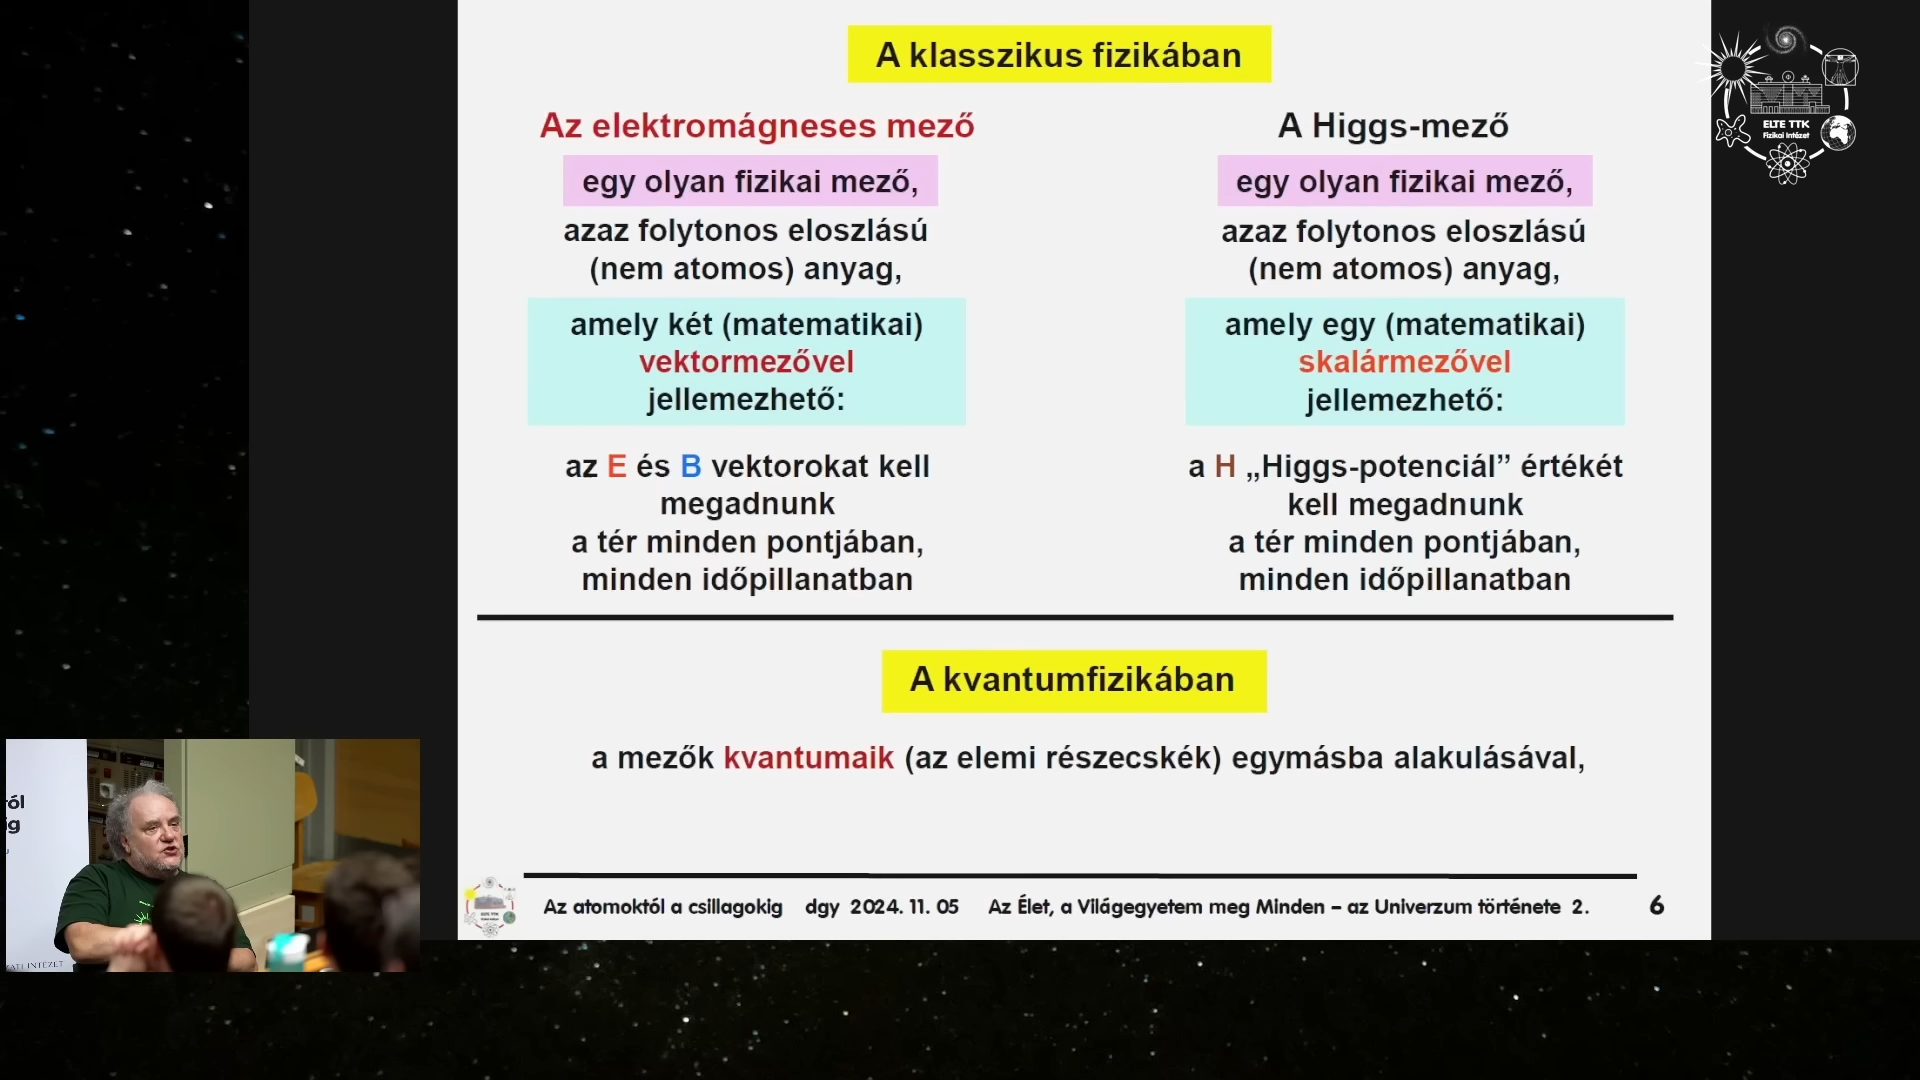 A klasszikus fizikában
Az elektromágneses mező
egy olyan fizikai mező,
azaz folytonos eloszlású
(nem atomos) anyag,
amely két (matematikai)
vektormezővel
jellemezhető:
az E és B vektorokat kell
megadnunk
a tér minden pontjában,
minden időpillanatban
A Higgs-mező
egy olyan fizikai mező,
azaz folytonos eloszlású
(nem atomos) anyag,
amely egy (matematikai)
skalármezővel
jellemezhető:
a H „Higgs-potenciál” értékét
kell megadnunk
a tér minden pontjában,
minden időpillanatban
A kvantumfizikában
a mezők kvantumaik (az elemi részecskék) egymásba alakulásával,
Az atomoktól a csillagokig dgy 2024. 11. 05 Az Élet, a Világegyetem meg Minden – az Univerzum története 2. 6
ELTE TTK
Fizikai Intézet